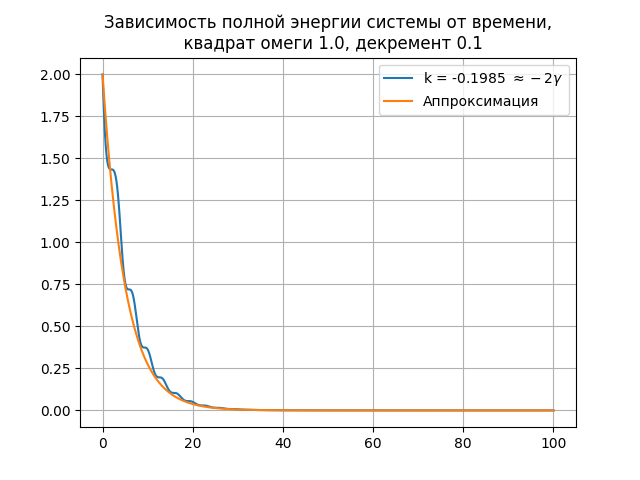 Зависимость полной энергии системы от времени,
квадрат омеги 1.0, декремент 0.1
k = -0.1985 ≈ −2γ
Аппроксимация
2.00
1.75
1.50
1.25
1.00
0.75
0.50
0.25
0.00
0 20 40 60 80 100